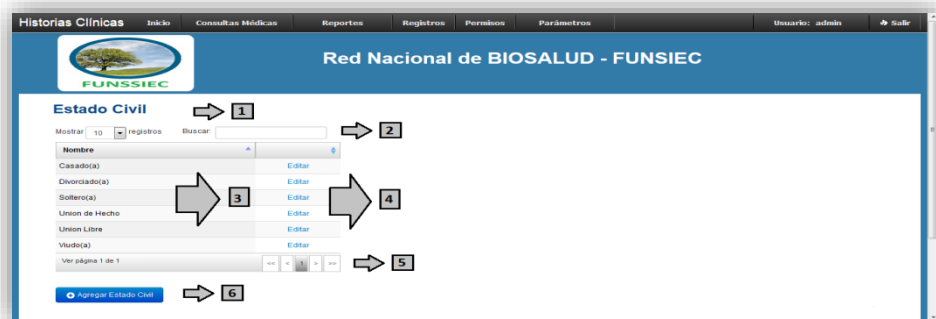 Historias Clínicas Inicio Consultas Médicas Reportes Registros Permisos Parámetros Usuario: admin Salir
Red Nacional de BIOSALUD - FUNSIEC
FUNSSIEC
Estado Civil 1
Mostrar 10 registros Buscar: 2
Nombre
Casado(a) Editar
Divorciado(a) Editar
Soltero(a) Editar 3 4
Union de Hecho Editar
Union Libre Editar
Viudo(a) Editar
Ver página 1 de 1 << < 1 > >> 5
Agregar Estado Civil 6